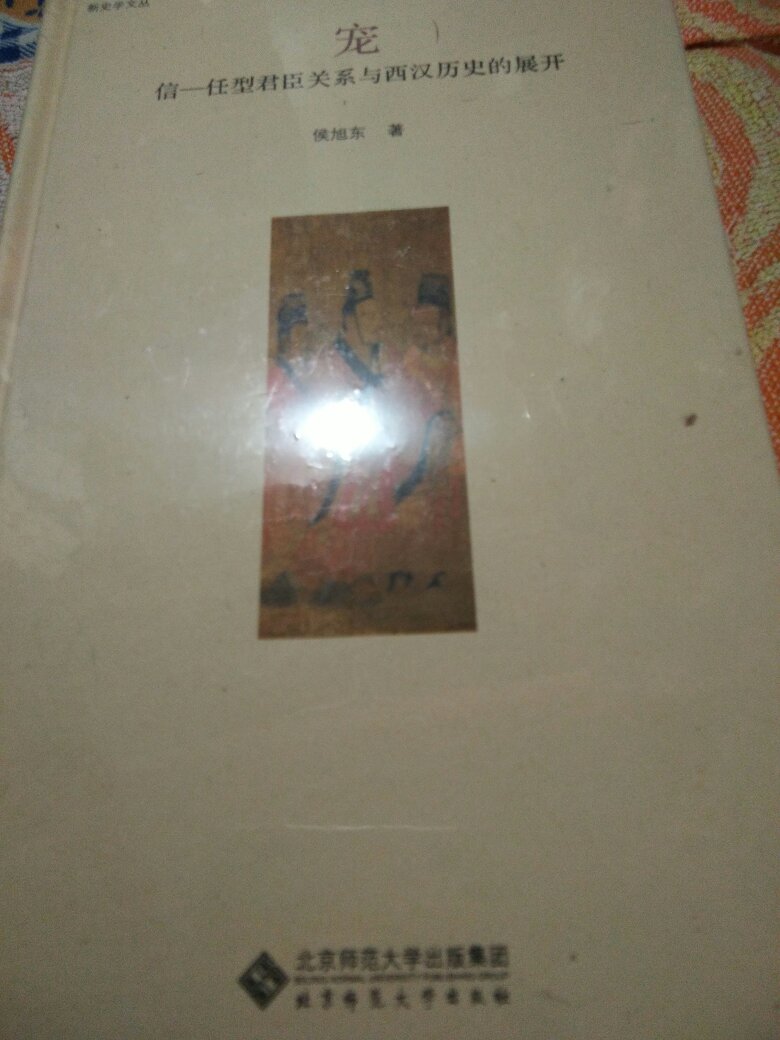 新史学文丛
宠
信—任型君臣关系与西汉历史的展开
侯旭东 著
北京师范大学出版集团
北京师范大学出版社